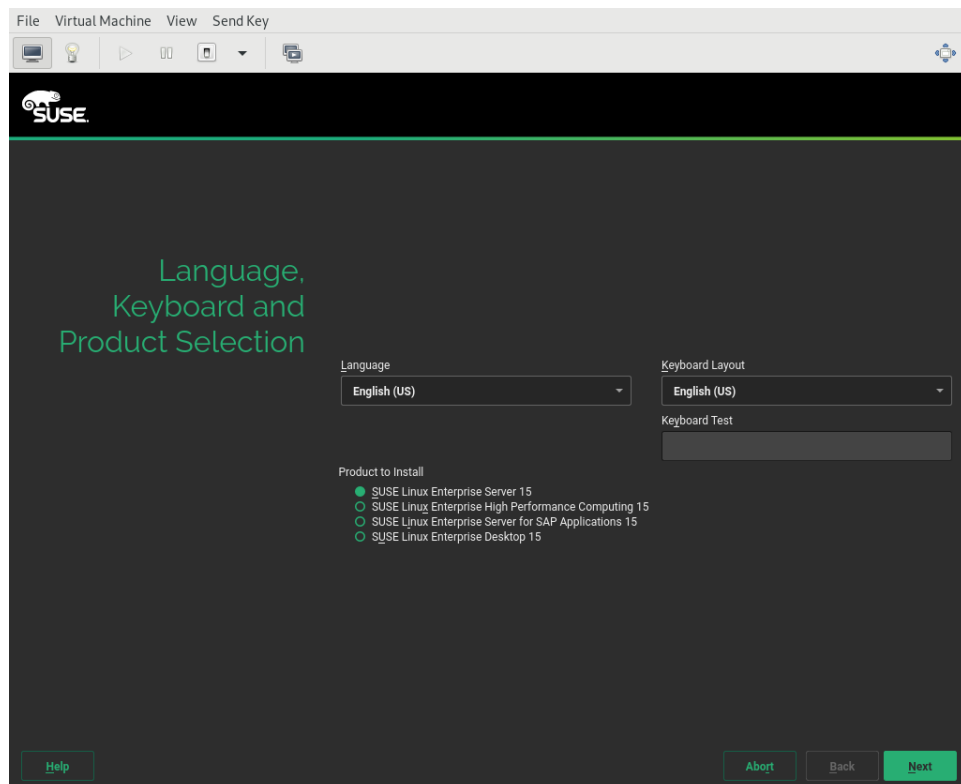 File Virtual Machine View Send Key
SUSE.
Language,
Keyboard and
Product Selection
Language
Keyboard Layout
English (US)
English (US)
Keyboard Test
Product to Install
SUSE Linux Enterprise Server 15
SUSE Linux Enterprise High Performance Computing 15
SUSE Linux Enterprise Server for SAP Applications 15
SUSE Linux Enterprise Desktop 15
Help
Abort
Back
Next